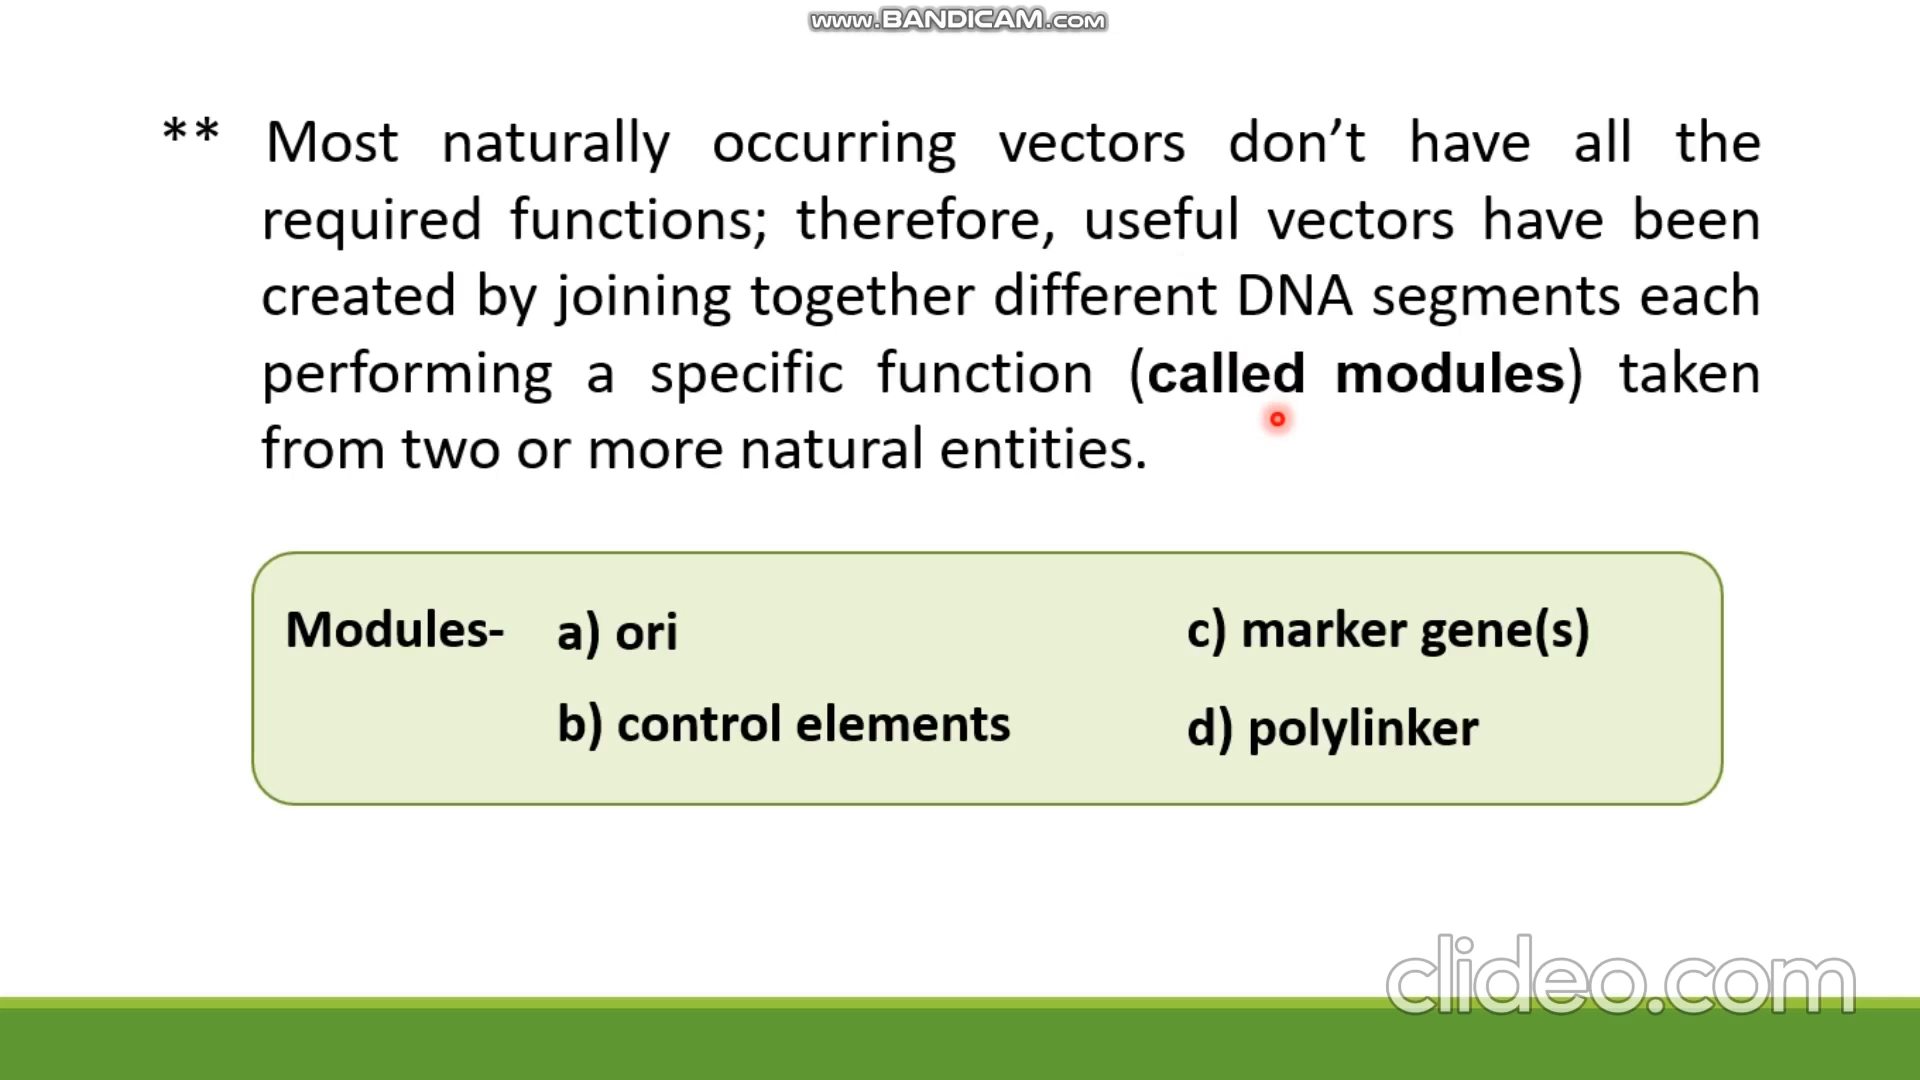 www.BANDICAM.com
** Most naturally occurring vectors don’t have all the
required functions; therefore, useful vectors have been
created by joining together different DNA segments each
performing a specific function (called modules) taken
from two or more natural entities.
Modules- a) ori c) marker gene(s)
b) control elements d) polylinker
clideo.com